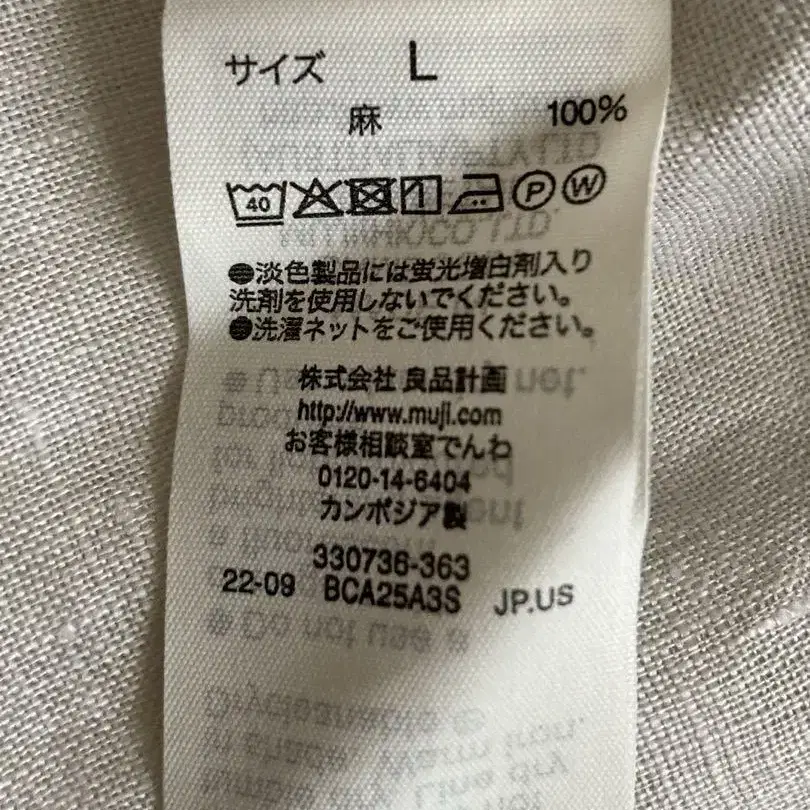 サイズ L
麻 100%
40 P W
●淡色製品には蛍光増白剤入り
洗剤を使用しないでください。
●洗濯ネットをご使用ください。
株式会社 良品計画
http://www.muji.com
お客様相談室でんわ
0120-14-6404
カンボジア製
330736-363
22-09 BCA25A3S JP.US